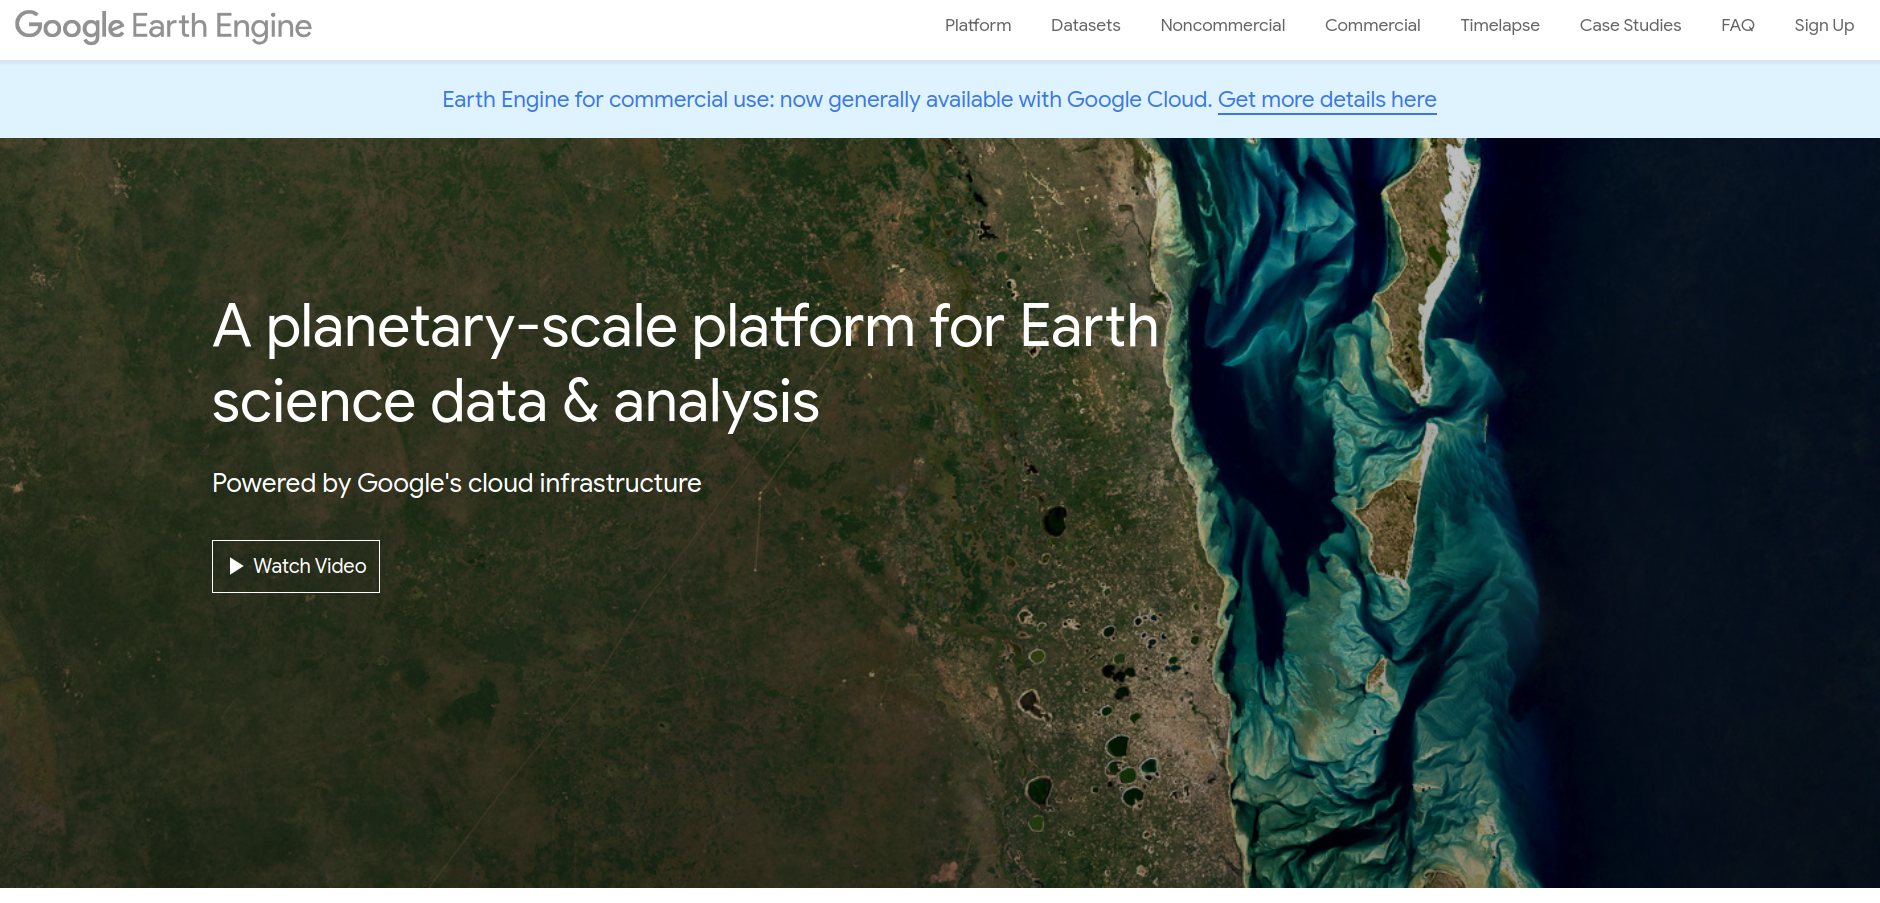 Google Earth Engine
Platform Datasets Noncommercial Commercial Timelapse Case Studies FAQ Sign Up
Earth Engine for commercial use: now generally available with Google Cloud. Get more details here
A planetary-scale platform for Earth
science data & analysis
Powered by Google's cloud infrastructure
Watch Video